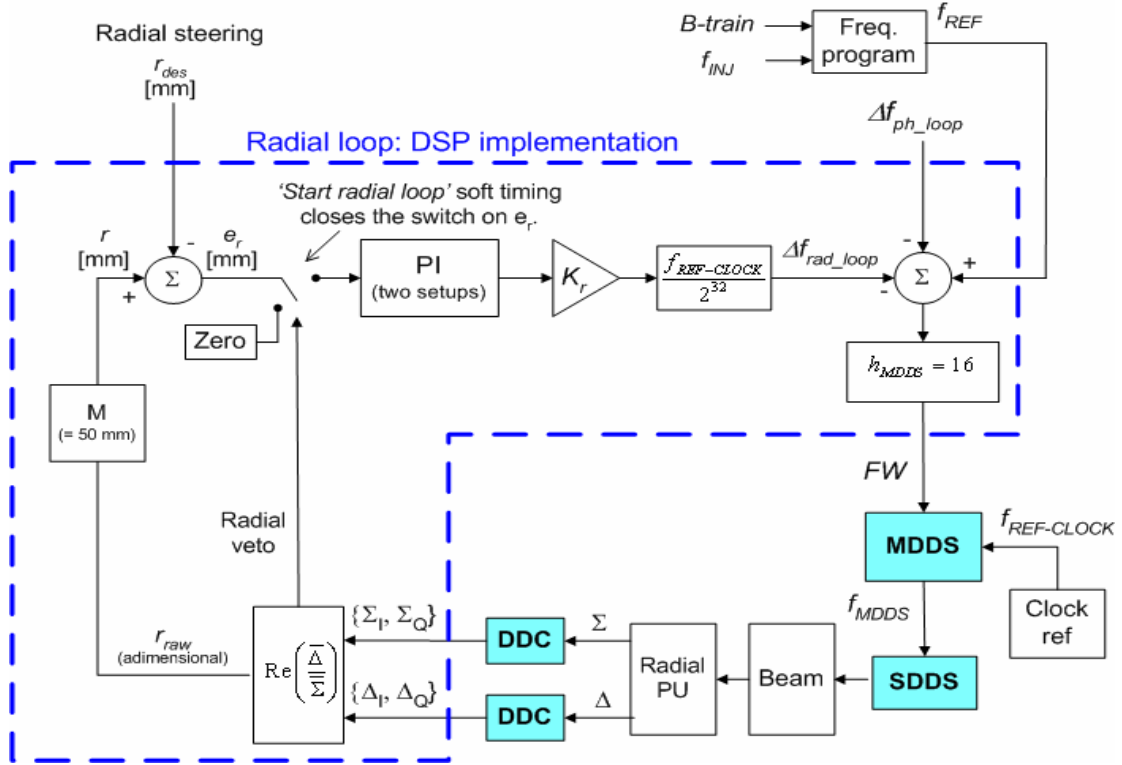 Radial steering
r_des
[mm]
B-train
f_INJ
Freq.
program
f_REF
Δf_ph_loop
Radial loop: DSP implementation
'Start radial loop' soft timing
closes the switch on e_r.
r
[mm]
e_r
[mm]
-
+
Σ
Zero
PI
(two setups)
K_r
f_REF-CLOCK
2^32
Δf_rad_loop
-
-
+
Σ
h_MDDS = 16
M
(= 50 mm)
FW
Radial
veto
MDDS
f_REF-CLOCK
f_MDDS
Clock
ref
r_raw
(adimensional)
Re(Δ̅/Σ̅)
{Σ_I, Σ_Q}
{Δ_I, Δ_Q}
DDC
DDC
Σ
Δ
Radial
PU
Beam
SDDS